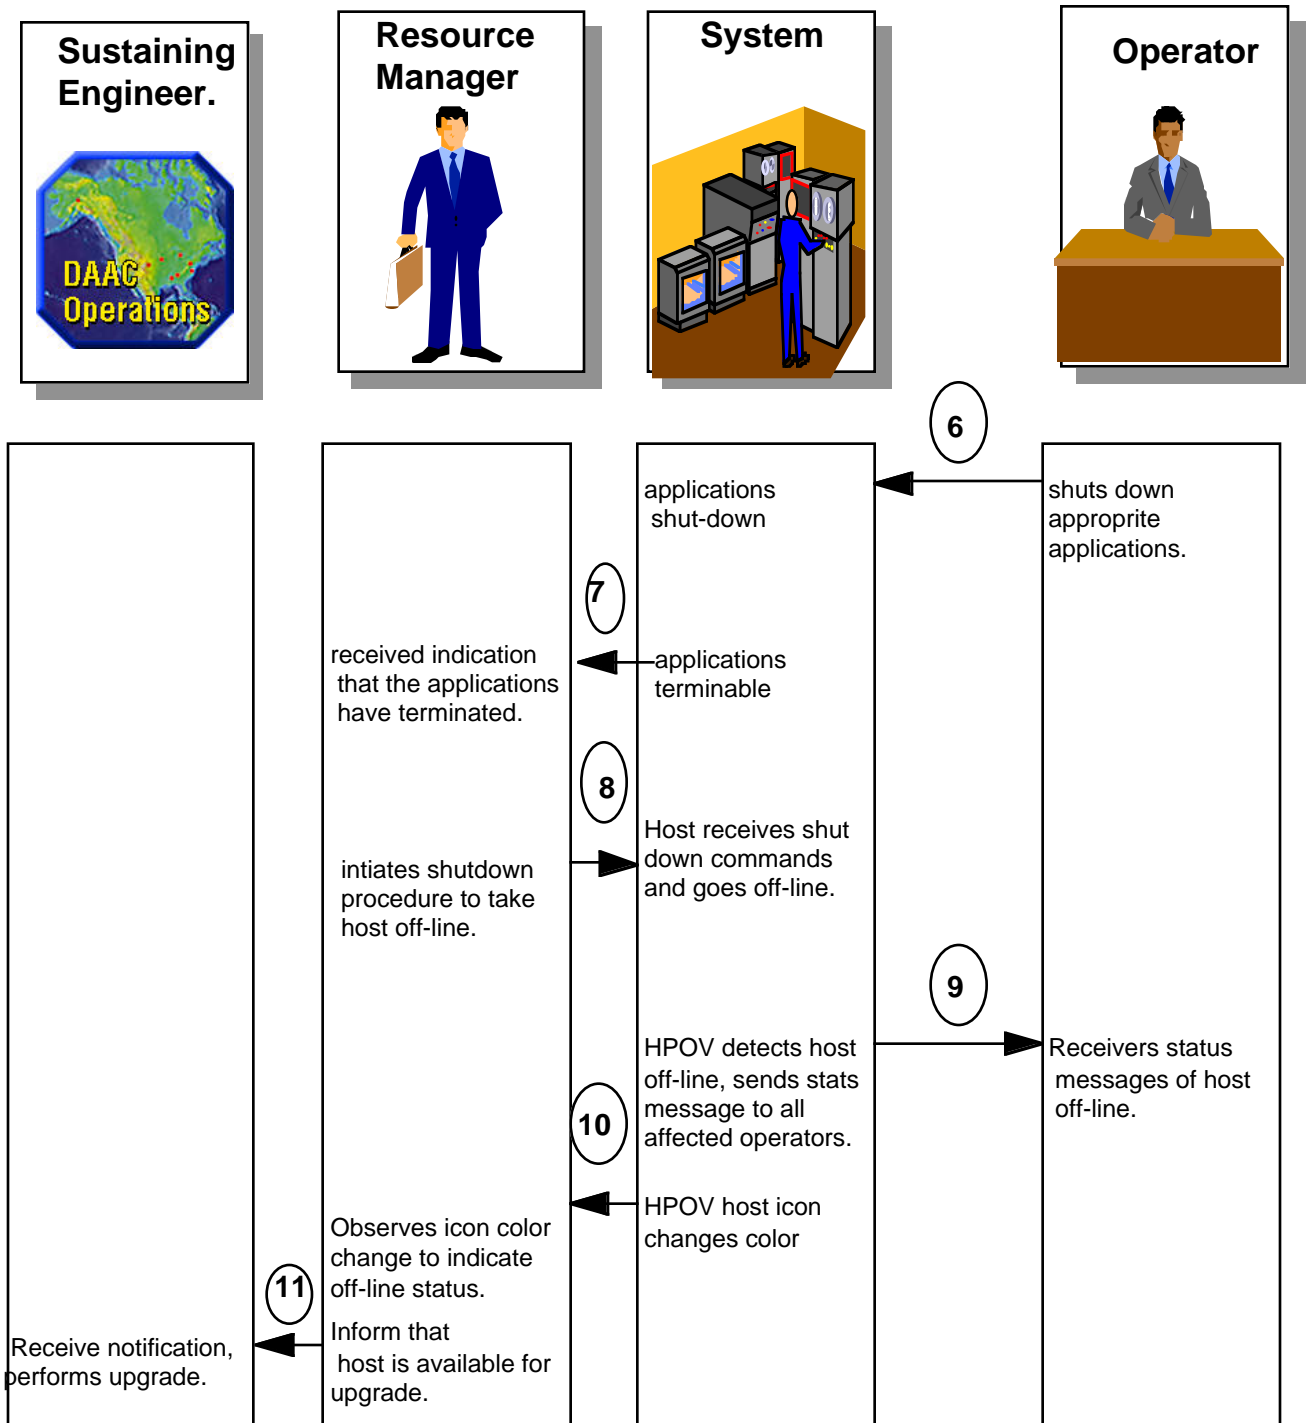 Sustaining
Engineer.
Resource
Manager
System
Operator
DAAC
Operations
6
applications
shut-down
shuts down
approprite
applications.
7
received indication
that the applications
have terminated.
applications
terminable
8
intiates shutdown
procedure to take
host off-line.
Host receives shut
down commands
and goes off-line.
9
HPOV detects host
off-line, sends stats
message to all
affected operators.
Receivers status
messages of host
off-line.
10
HPOV host icon
changes color
Observes icon color
change to indicate
off-line status.
11
Inform that
host is available for
upgrade.
Receive notification,
performs upgrade.